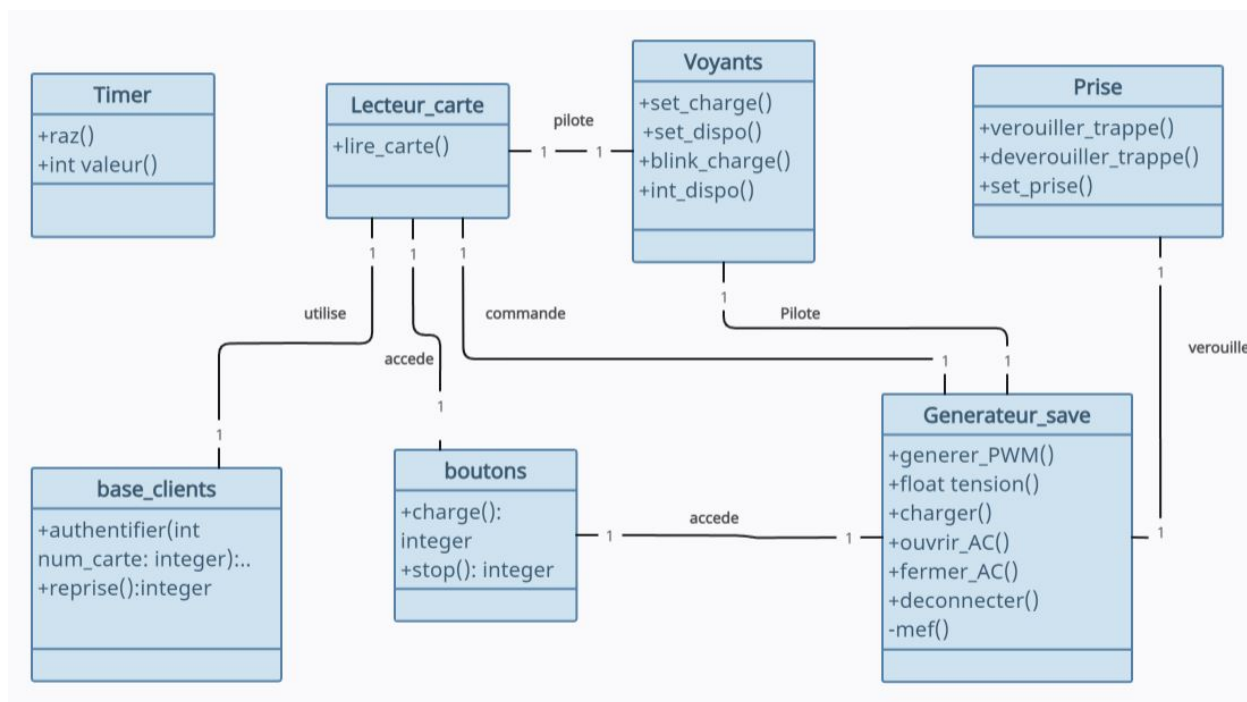 Timer
+raz()
+int valeur()
Lecteur_carte
+lire_carte()
pilote
1
1
Voyants
+set_charge()
+set_dispo()
+blink_charge()
+int_dispo()
Prise
+verouiller_trappe()
+deverouiller_trappe()
+set_prise()
1
1
1
1
1
utilise
commande
Pilote
verouille
accede
1
1
1
1
base_clients
+authentifier(int
num_carte: integer):..
+reprise():integer
boutons
+charge():
integer
+stop(): integer
accede
1
1
1
Generateur_save
+generer_PWM()
+float tension()
+charger()
+ouvrir_AC()
+fermer_AC()
+deconnecter()
-mef()